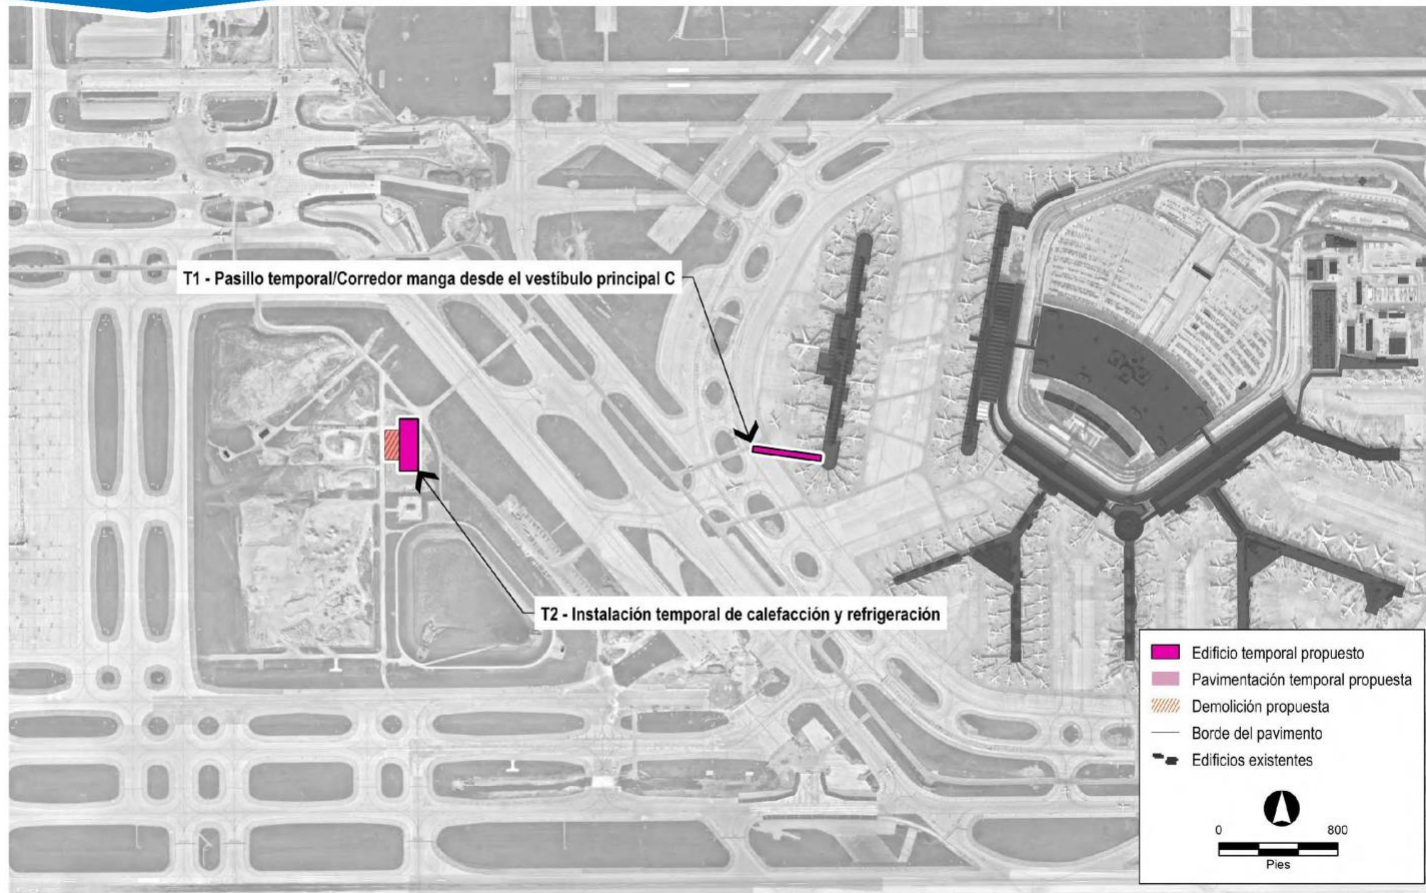 T1 - Pasillo temporal/Corredor manga desde el vestíbulo principal C
T2 - Instalación temporal de calefacción y refrigeración
Edificio temporal propuesto
Pavimentación temporal propuesta
Demolición propuesta
Borde del pavimento
Edificios existentes
0 800
Pies